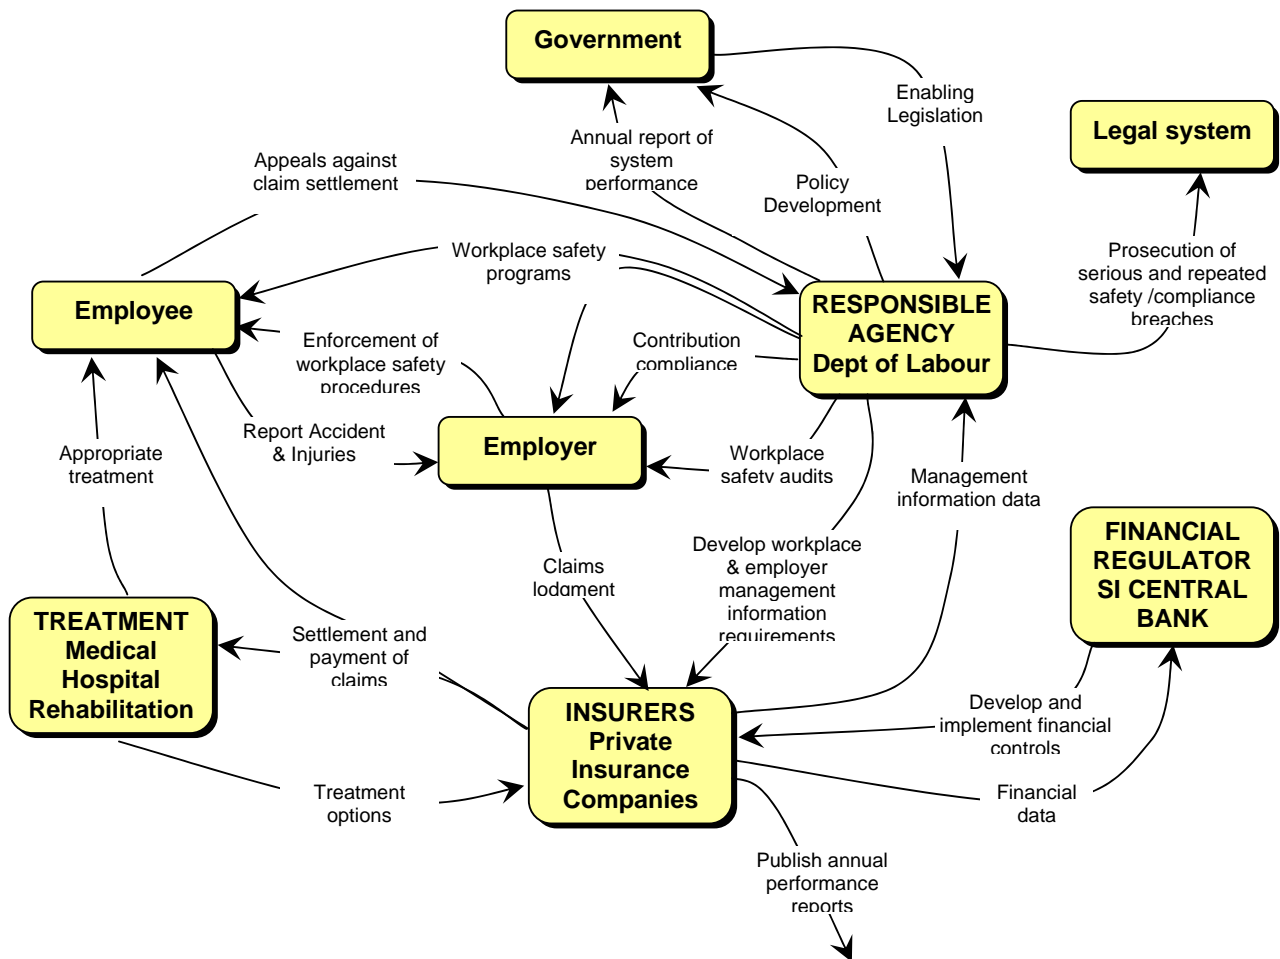 Government
Enabling
Legislation
Legal system
Annual report of
system
performance
Appeals against
claim settlement
Policy
Development
Workplace safety
programs
Prosecution of
serious and repeated
safety /compliance
breaches
Employee
RESPONSIBLE
AGENCY
Dept of Labour
Enforcement of
workplace safety
procedures
Contribution
compliance
Report Accident
& Injuries
Employer
Appropriate
treatment
Workplace
safety audits
Management
information data
Develop workplace
& employer
management
information
requirements
Claims
lodgment
FINANCIAL
REGULATOR
SI CENTRAL
BANK
TREATMENT
Medical
Hospital
Rehabilitation
Settlement and
payment of
claims
INSURERS
Private
Insurance
Companies
Develop and
implement financial
controls
Treatment
options
Financial
data
Publish annual
performance
reports